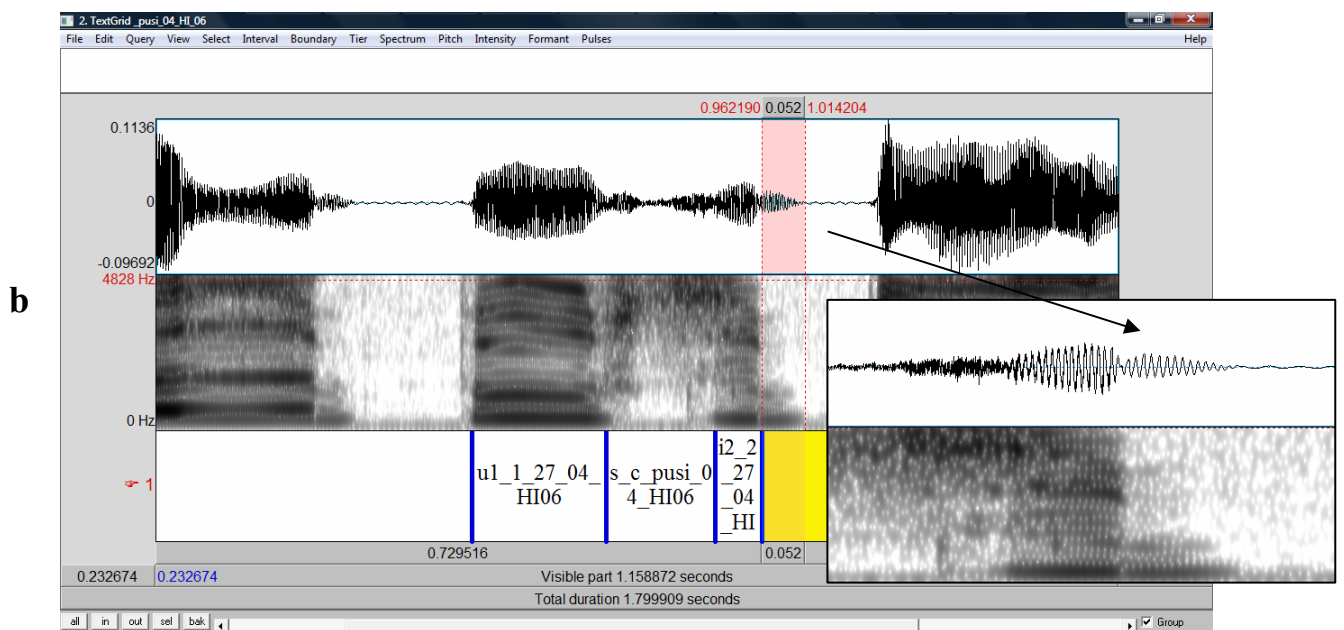 2. TextGrid _pusi_04_HI_06
File Edit Query View Select Interval Boundary Tier Spectrum Pitch Intensity Formant Pulses Help
0.962190 0.052 1.014204
0.1136
0
-0.09692
4828 Hz
b
0 Hz
1
u1_1_27_04_
HI06
s_c_pusi_0
4_HI06
i2_2
_27
_04
_HI
0.729516 0.052
0.232674 0.232674 Visible part 1.158872 seconds
Total duration 1.799909 seconds
all in out sel bak Group